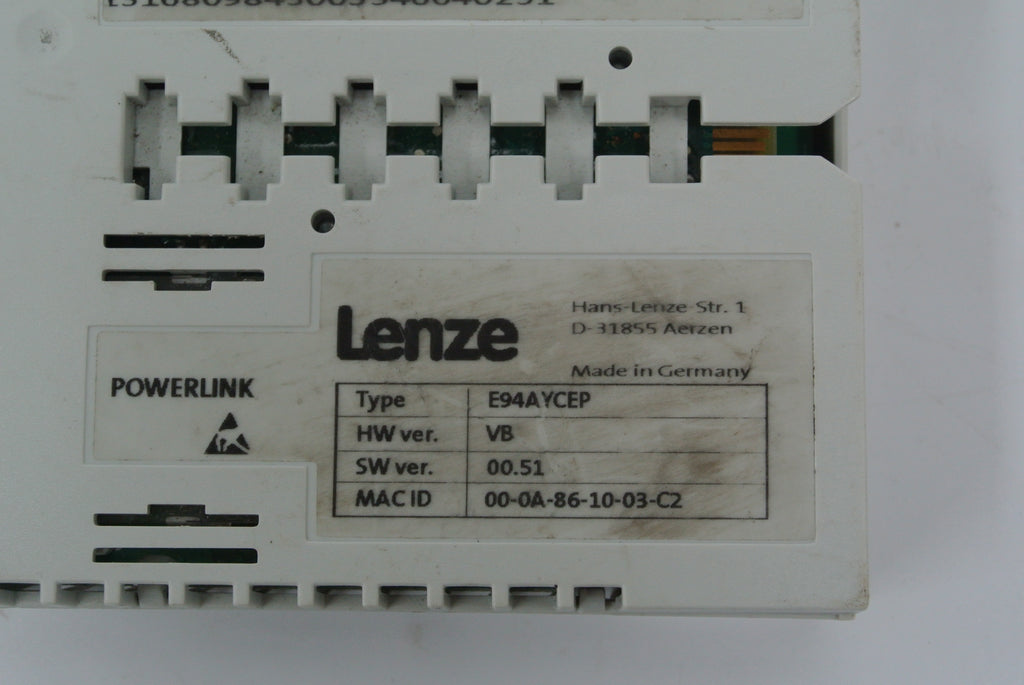 Lenze
Hans-Lenze-Str. 1
D-31855 Aerzen
Made in Germany
POWERLINK
Type E94AYCEP
HW ver. VB
SW ver. 00.51
MAC ID 00-0A-86-10-03-C2